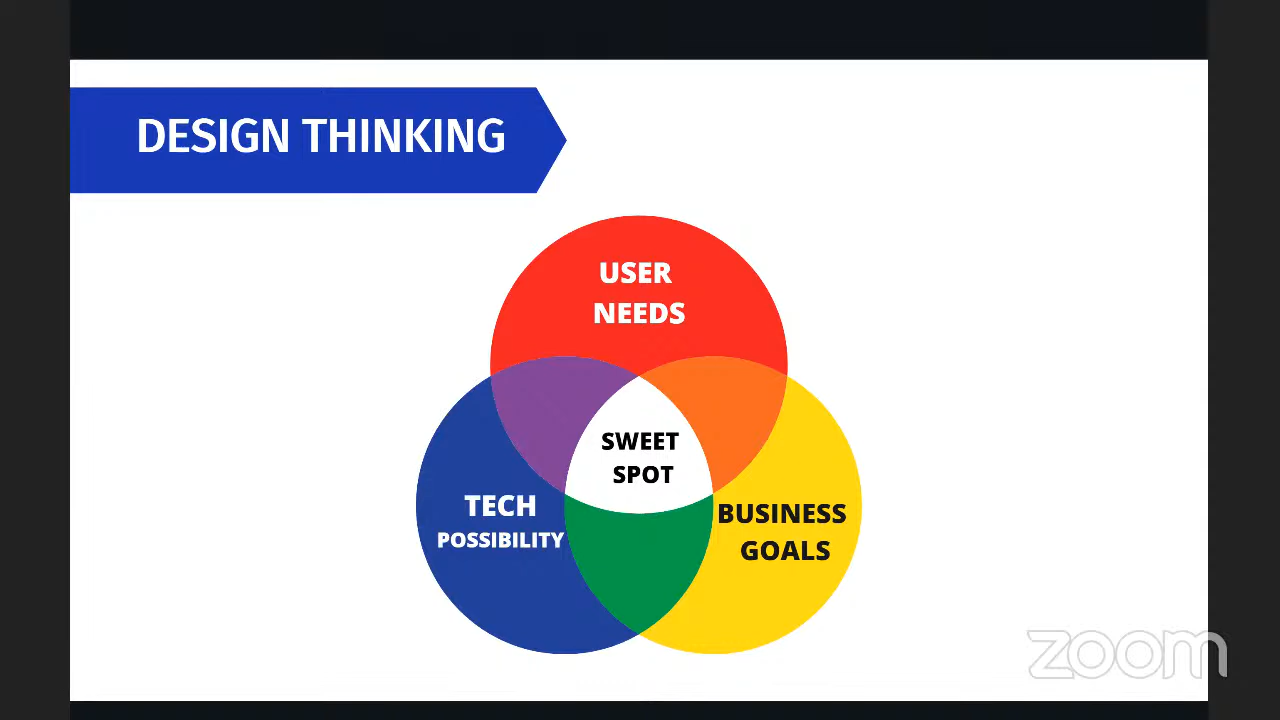 DESIGN THINKING
USER
NEEDS
SWEET
SPOT
TECH
POSSIBILITY
BUSINESS
GOALS
zoom